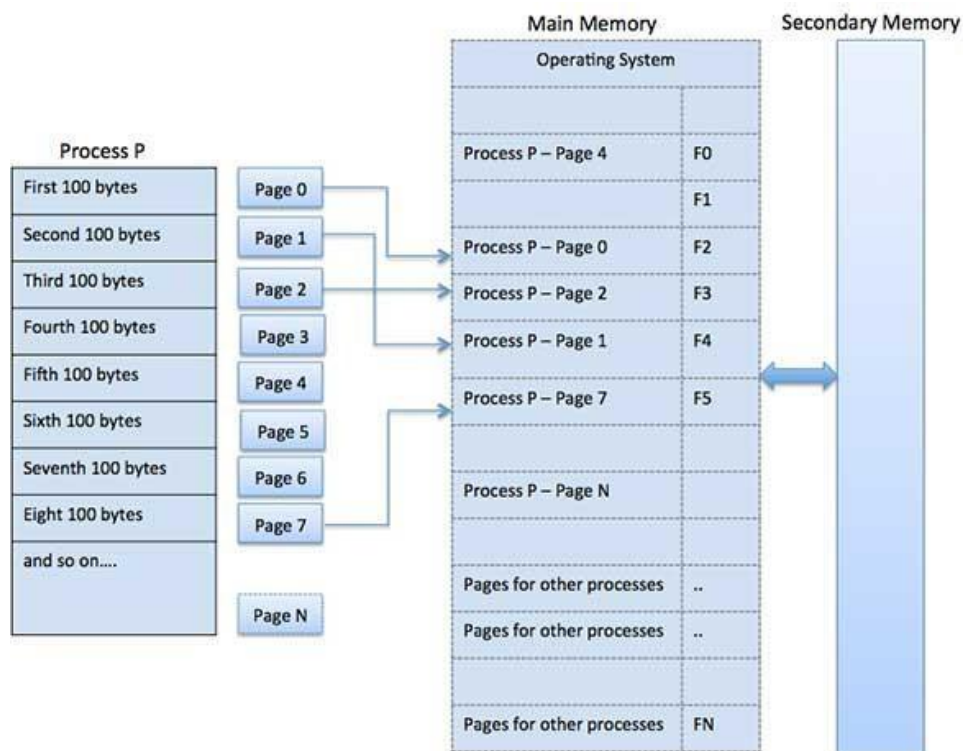 Main Memory
Secondary Memory
Operating System
Process P
First 100 bytes
Second 100 bytes
Third 100 bytes
Fourth 100 bytes
Fifth 100 bytes
Sixth 100 bytes
Seventh 100 bytes
Eight 100 bytes
and so on....
Page 0
Page 1
Page 2
Page 3
Page 4
Page 5
Page 6
Page 7
Page N
Process P – Page 4 F0
F1
Process P – Page 0 F2
Process P – Page 2 F3
Process P – Page 1 F4
Process P – Page 7 F5
Process P – Page N
Pages for other processes ..
Pages for other processes ..
Pages for other processes FN